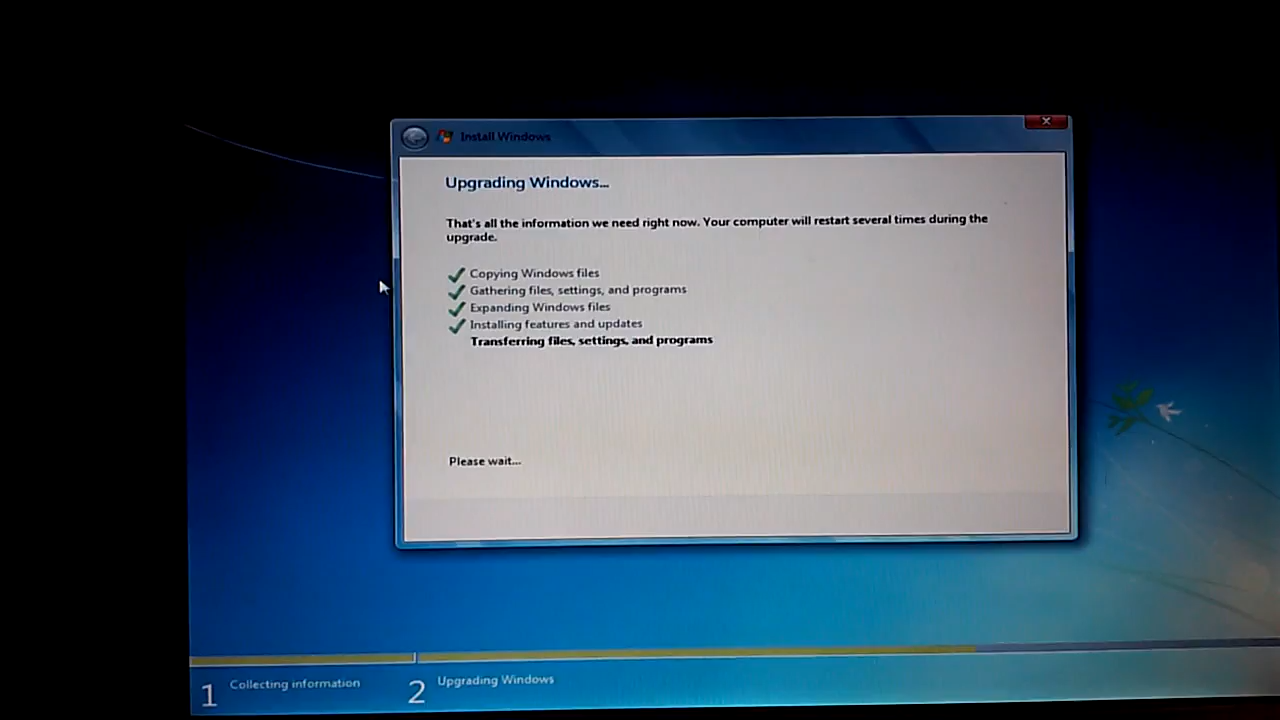 Install Windows
Upgrading Windows...
That's all the information we need right now. Your computer will restart several times during the
upgrade.
Copying Windows files
Gathering files, settings, and programs
Expanding Windows files
Installing features and updates
Transferring files, settings, and programs
Please wait...
1 Collecting information
2 Upgrading Windows